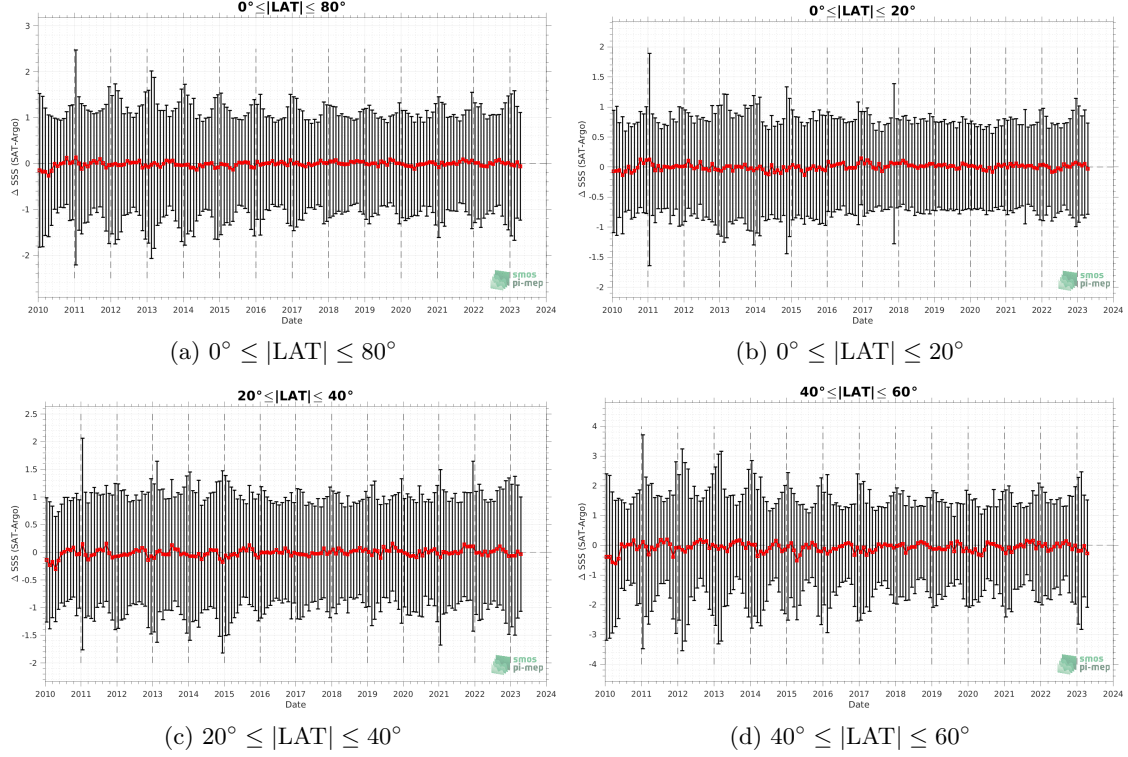 0°≤|LAT|≤ 80°
3
2
1
0
-1
-2
Δ SSS (SAT-Argo)
2010 2011 2012 2013 2014 2015 2016 2017 2018 2019 2020 2021 2022 2023 2024
Date
smos
pi-mep
(a) 0° ≤ |LAT| ≤ 80°
0°≤|LAT|≤ 20°
2
1.5
1
0.5
0
-0.5
-1
-1.5
-2
Δ SSS (SAT-Argo)
2010 2011 2012 2013 2014 2015 2016 2017 2018 2019 2020 2021 2022 2023 2024
Date
smos
pi-mep
(b) 0° ≤ |LAT| ≤ 20°
20°≤|LAT|≤ 40°
2.5
2
1.5
1
0.5
0
-0.5
-1
-1.5
-2
Δ SSS (SAT-Argo)
2010 2011 2012 2013 2014 2015 2016 2017 2018 2019 2020 2021 2022 2023 2024
Date
smos
pi-mep
(c) 20° ≤ |LAT| ≤ 40°
40°≤|LAT|≤ 60°
4
3
2
1
0
-1
-2
-3
-4
Δ SSS (SAT-Argo)
2010 2011 2012 2013 2014 2015 2016 2017 2018 2019 2020 2021 2022 2023 2024
Date
smos
pi-mep
(d) 40° ≤ |LAT| ≤ 60°